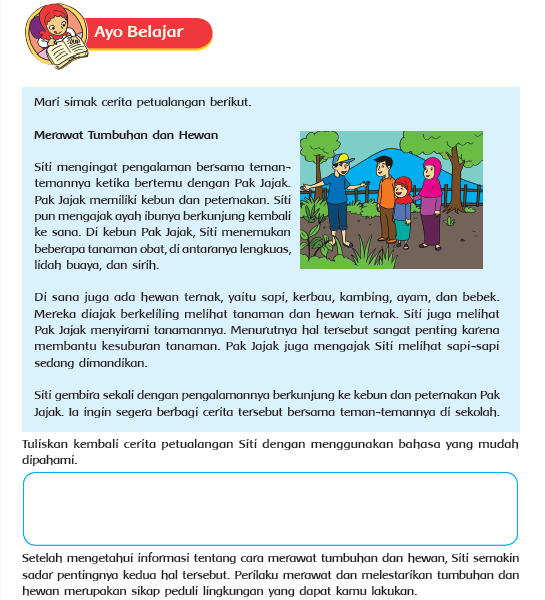 Ayo Belajar
Mari simak cerita petualangan berikut.
Merawat Tumbuhan dan Hewan
Siti mengingat pengalaman bersama teman-
temannya ketika bertemu dengan Pak Jajak.
Pak Jajak memiliki kebun dan peternakan. Siti
pun mengajak ayah ibunya berkunjung kembali
ke sana. Di kebun Pak Jajak, Siti menemukan
beberapa tanaman obat, di antaranya lengkuas,
lidah buaya, dan sirih.
Di sana juga ada hewan ternak, yaitu sapi, kerbau, kambing, ayam, dan bebek.
Mereka diajak berkeliling melihat tanaman dan hewan ternak. Siti juga melihat
Pak Jajak menyirami tanamannya. Menurutnya hal tersebut sangat penting karena
membantu kesuburan tanaman. Pak Jajak juga mengajak Siti melihat sapi-sapi
sedang dimandikan.
Siti gembira sekali dengan pengalamannya berkunjung ke kebun dan peternakan Pak
Jajak. Ia ingin segera berbagi cerita tersebut bersama teman-temannya di sekolah.
Tuliskan kembali cerita petualangan Siti dengan menggunakan bahasa yang mudah
dipahami.
Setelah mengetahui informasi tentang cara merawat tumbuhan dan hewan, Siti semakin
sadar pentingnya kedua hal tersebut. Perilaku merawat dan melestarikan tumbuhan dan
hewan merupakan sikap peduli lingkungan yang dapat kamu lakukan.